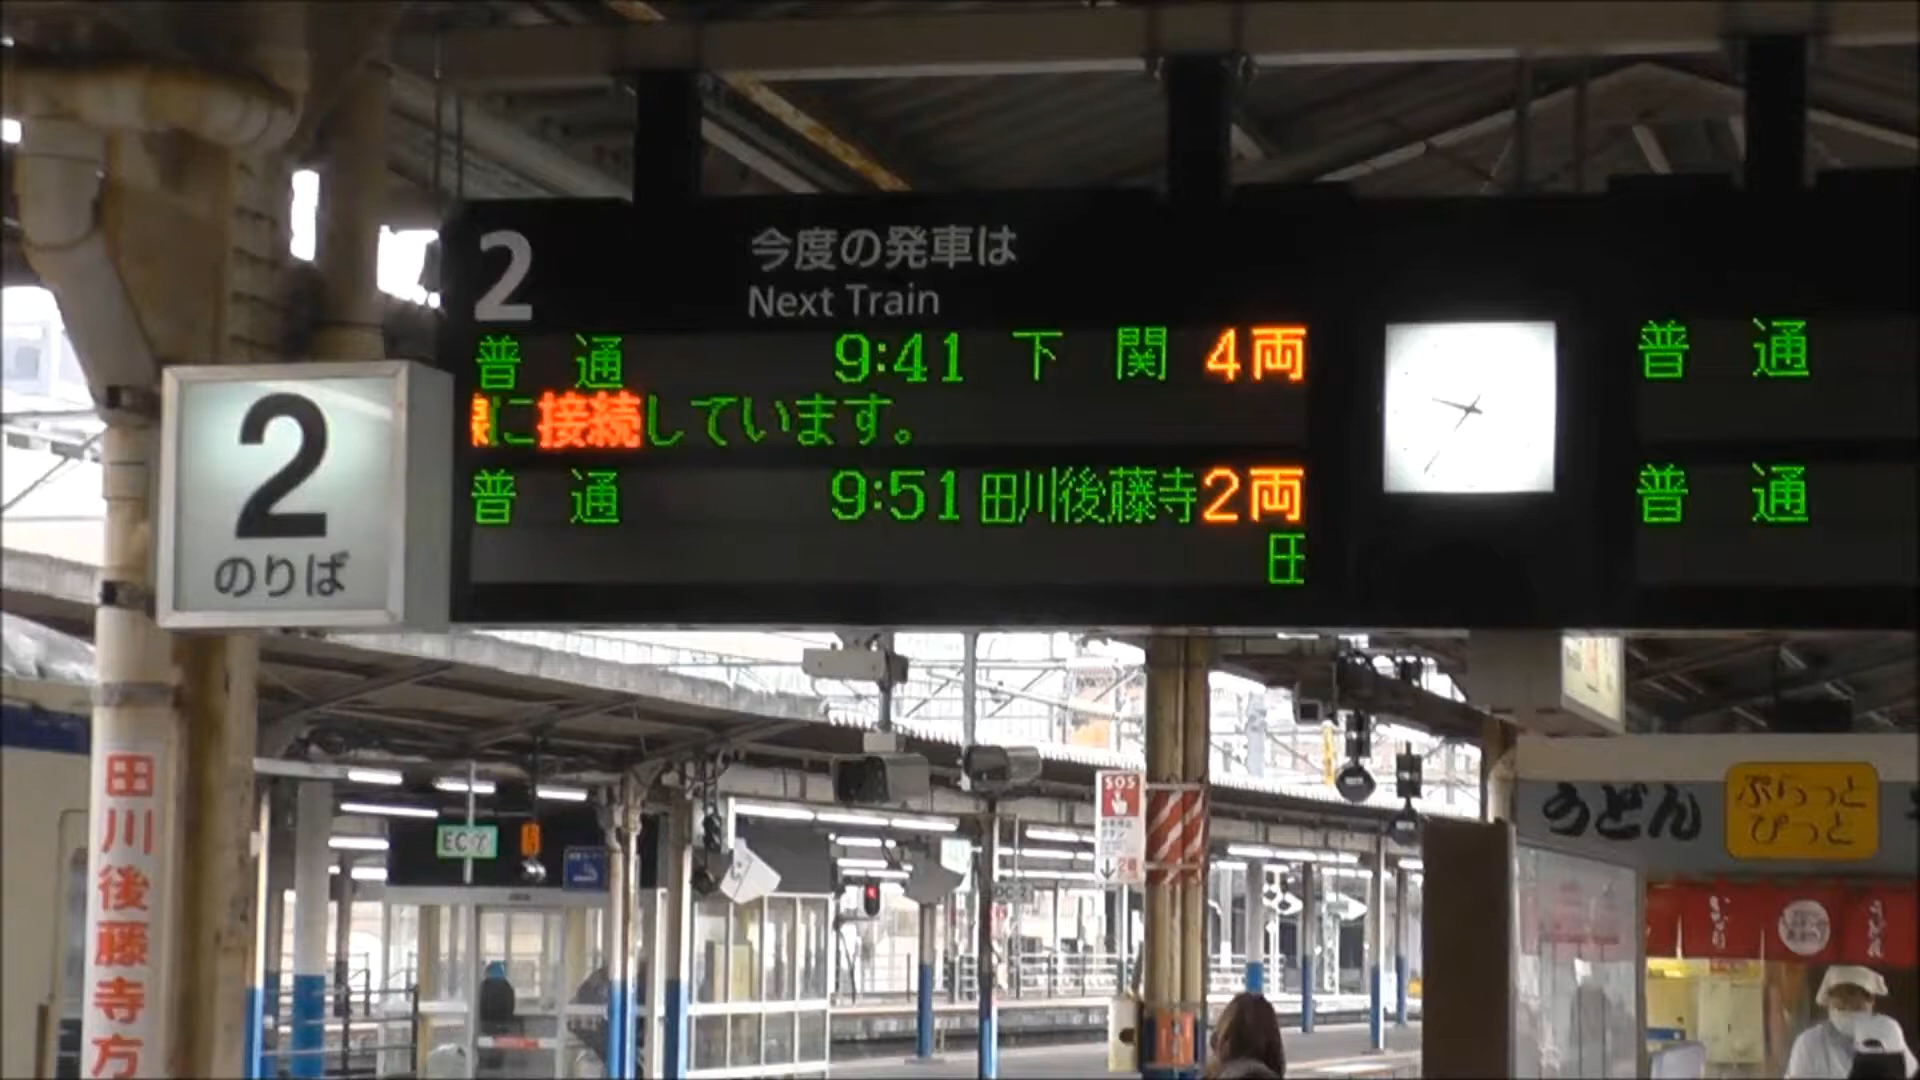 2
今度の発車は
Next Train
普通 9:41 下関 4両
に接続しています。
普通 9:51 田川後藤寺 2両
田
普通
普通
2
のりば
田川後藤寺方
SOS
うどん
ぷらっと
ぴっと